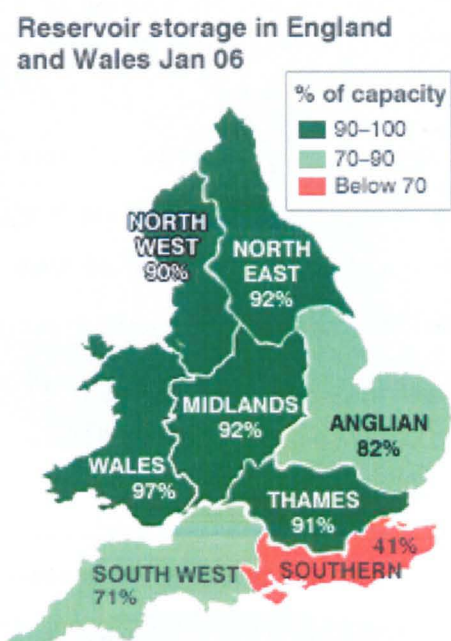 Reservoir storage in England
and Wales Jan 06
% of capacity
90–100
70–90
Below 70
NORTH
WEST
90%
NORTH
EAST
92%
MIDLANDS
92%
ANGLIAN
82%
WALES
97%
THAMES
91%
41%
SOUTHERN
SOUTH WEST
71%